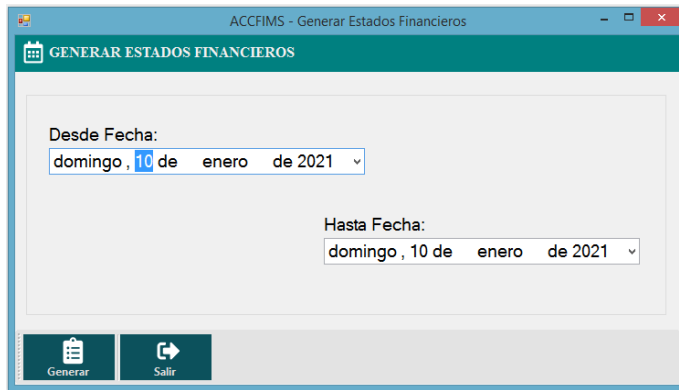 ACCFIMS - Generar Estados Financieros
GENERAR ESTADOS FINANCIEROS
Desde Fecha:
domingo , 10 de enero de 2021
Hasta Fecha:
domingo , 10 de enero de 2021
Generar
Salir